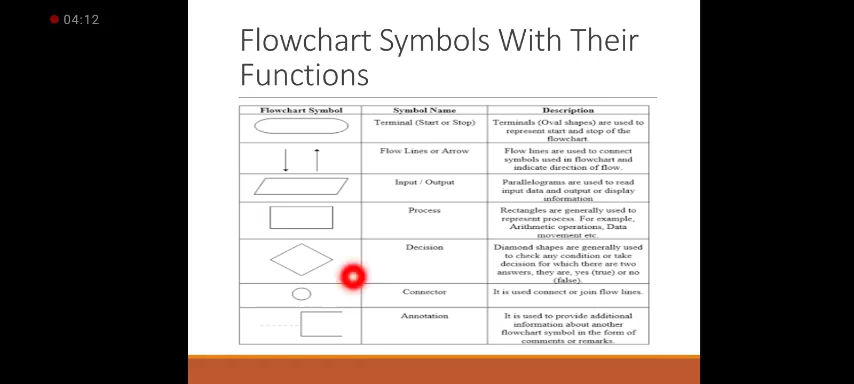 04:12
Flowchart Symbols With Their
Functions
Flowchart Symbol Symbol Name Description
Terminal (Start or Stop) Terminals (Oval shapes) are used to
represent start and stop of the
flowchart.
Flow Lines or Arrow Flow lines are used to connect
symbols used in flowchart and
indicate direction of flow.
Input / Output Parallelograms are used to read
input data and output or display
information
Process Rectangles are generally used to
represent process. For example,
Arithmetic operations, Data
movement etc.
Decision Diamond shapes are generally used
to check any condition or take
decision for which there are two
answers, they are, yes (true) or no
(false).
Connector It is used connect or join flow lines.
Annotation It is used to provide additional
information about another
flowchart symbol in the form of
comments or remarks.